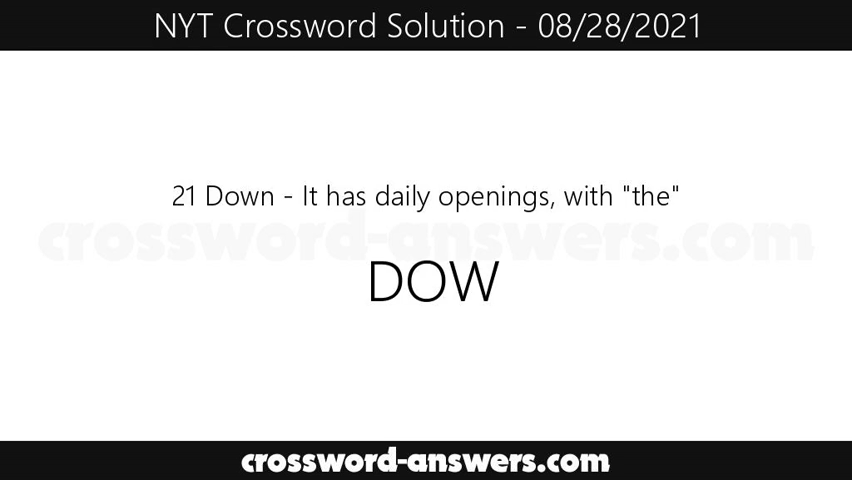 NYT Crossword Solution - 08/28/2021
21 Down - It has daily openings, with "the"
crossword-answers.com
DOW
crossword-answers.com